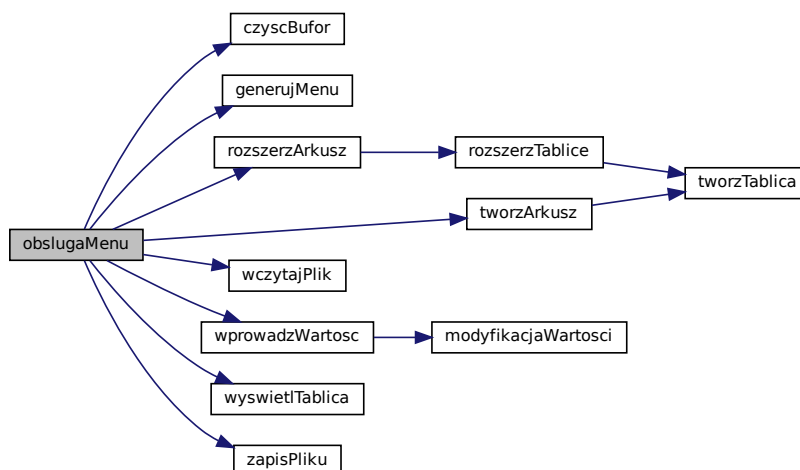 czyscBufor
generujMenu
rozszerzArkusz
rozszerzTablice
tworzTablica
tworzArkusz
obslugaMenu
wczytajPlik
wprowadzWartosc
modyfikacjaWartosci
wyswietlTablica
zapisPliku